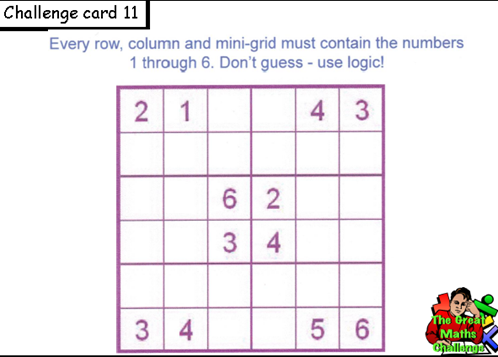 Challenge card 11
Every row, column and mini-grid must contain the numbers
1 through 6. Don't guess - use logic!
2 1 4 3
6 2
3 4
3 4 5 6
The Great
Maths
Challenge